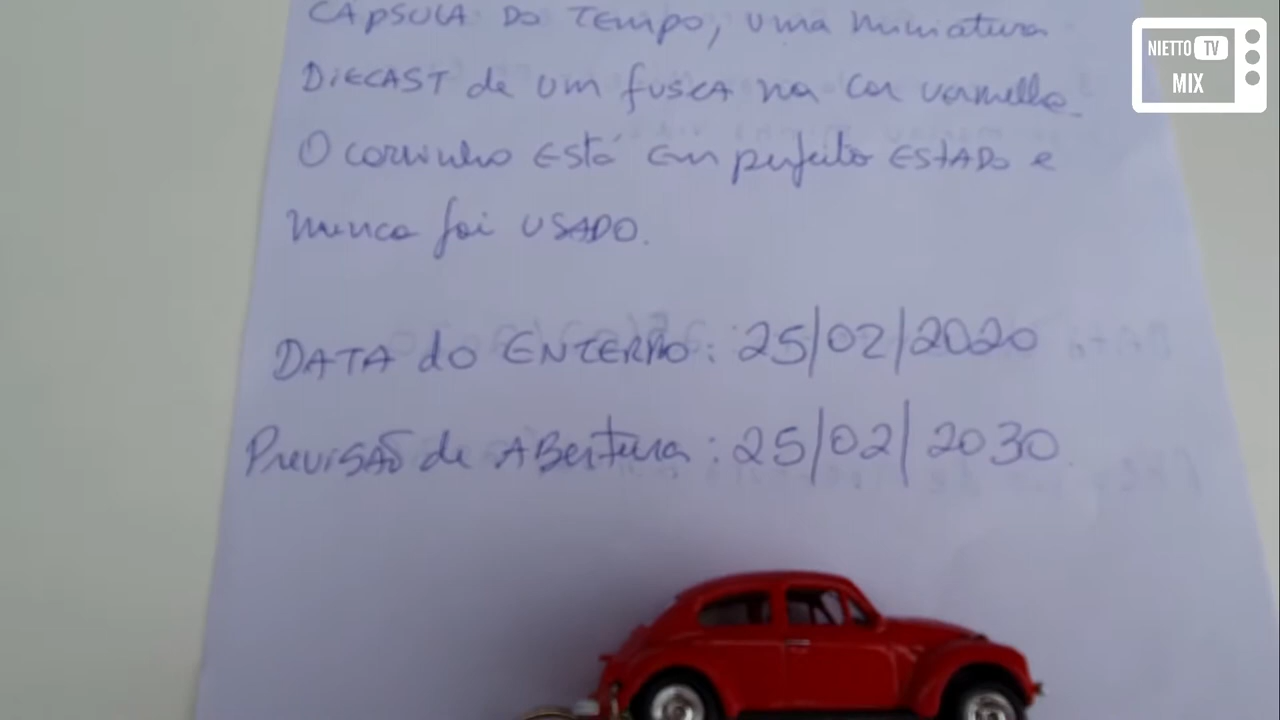 CÁPSULA DO TEMPO, uma miniatura
DIECAST de um fusca na cor vermelha.
O carrinho está em perfeito ESTADO e
nunca foi USADO.
DATA do ENTERRO: 25/02/2020
Previsão de Abertura: 25/02/2030
NIETTO TV
MIX